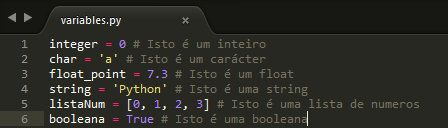 variables.py
1 integer = 0 # Isto é um inteiro
2 char = 'a' # Isto é um carácter
3 float_point = 7.3 # Isto é um float
4 string = 'Python' # Isto é uma string
5 listaNum = [0, 1, 2, 3] # Isto é uma lista de numeros
6 booleana = True # Isto é uma booleana